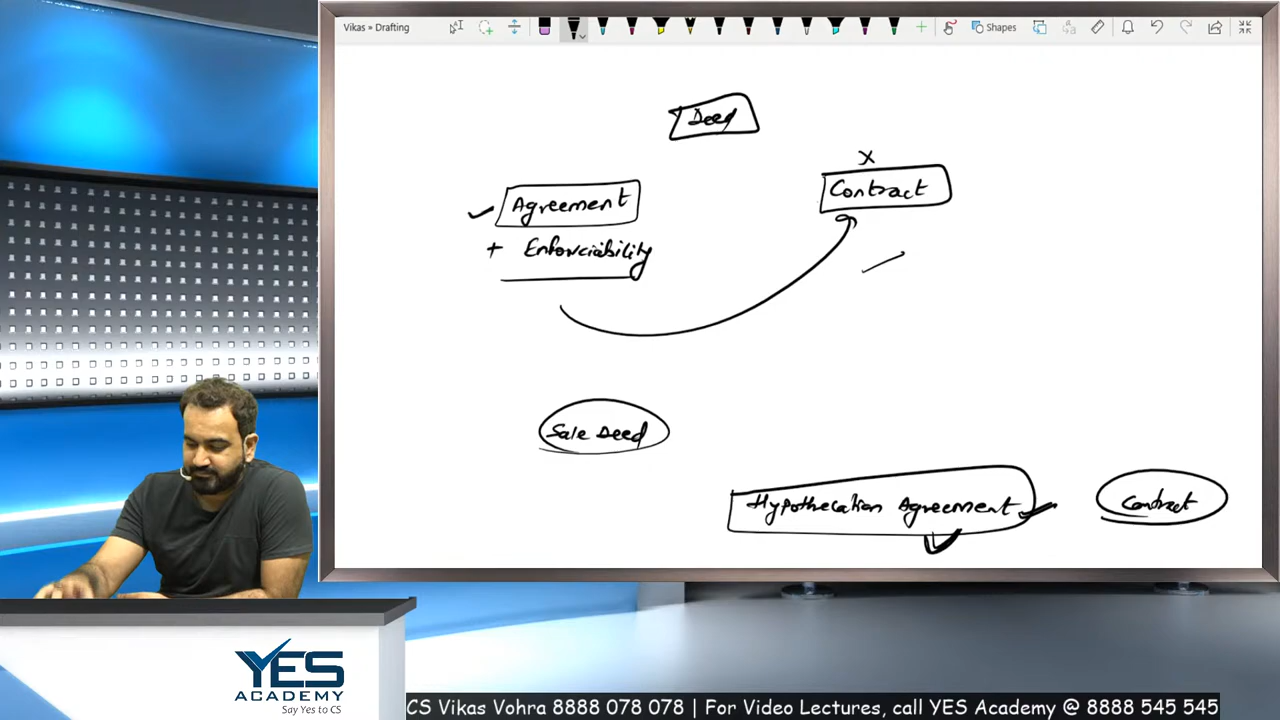 Vikas » Drafting
Shapes
Deed
X
Contract
Agreement
+ Enforciability
Sale Deed
Hypothecation Agreement
Contract
YES
ACADEMY
Say Yes to CS
CS Vikas Vohra 8888 078 078 | For Video Lectures, call YES Academy @ 8888 545 545